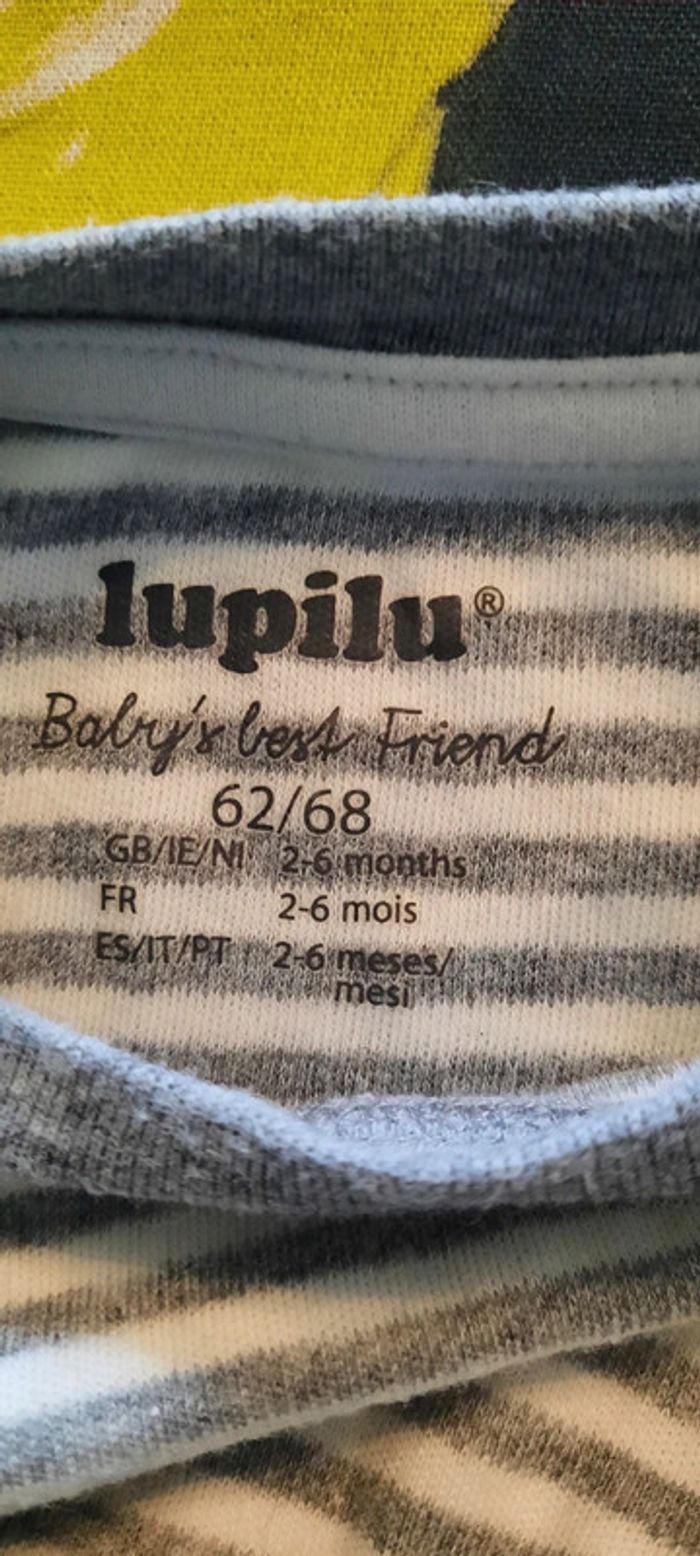 lupilu®
Baby's best Friend
62/68
GB/IE/NI 2-6 months
FR 2-6 mois
ES/IT/PT 2-6 meses/
mesi